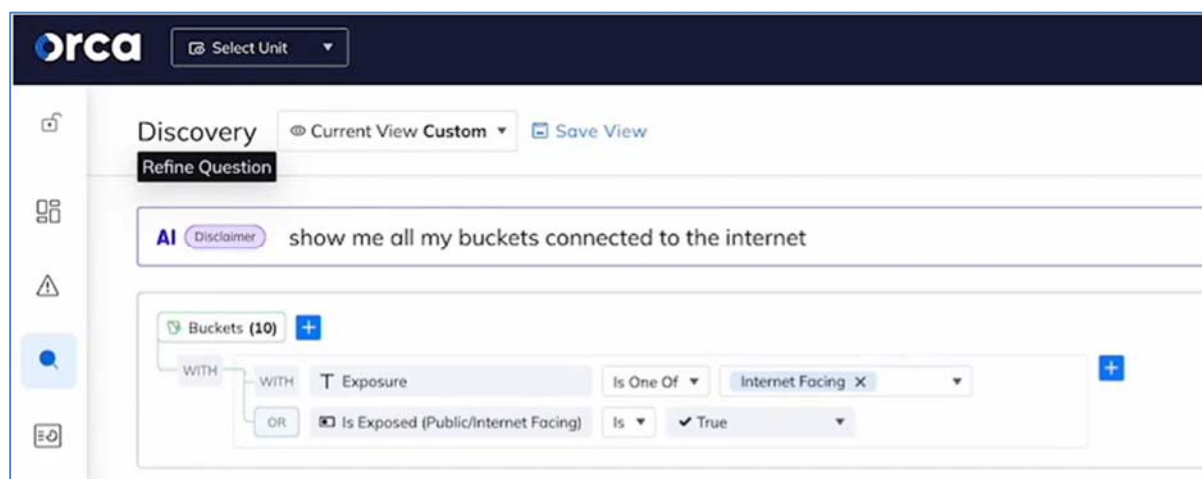 orca Select Unit
Discovery Current View Custom Save View
Refine Question
AI Disclaimer show me all my buckets connected to the internet
Buckets (10) +
WITH WITH T Exposure Is One Of Internet Facing X
+
OR Is Exposed (Public/Internet Facing) Is True